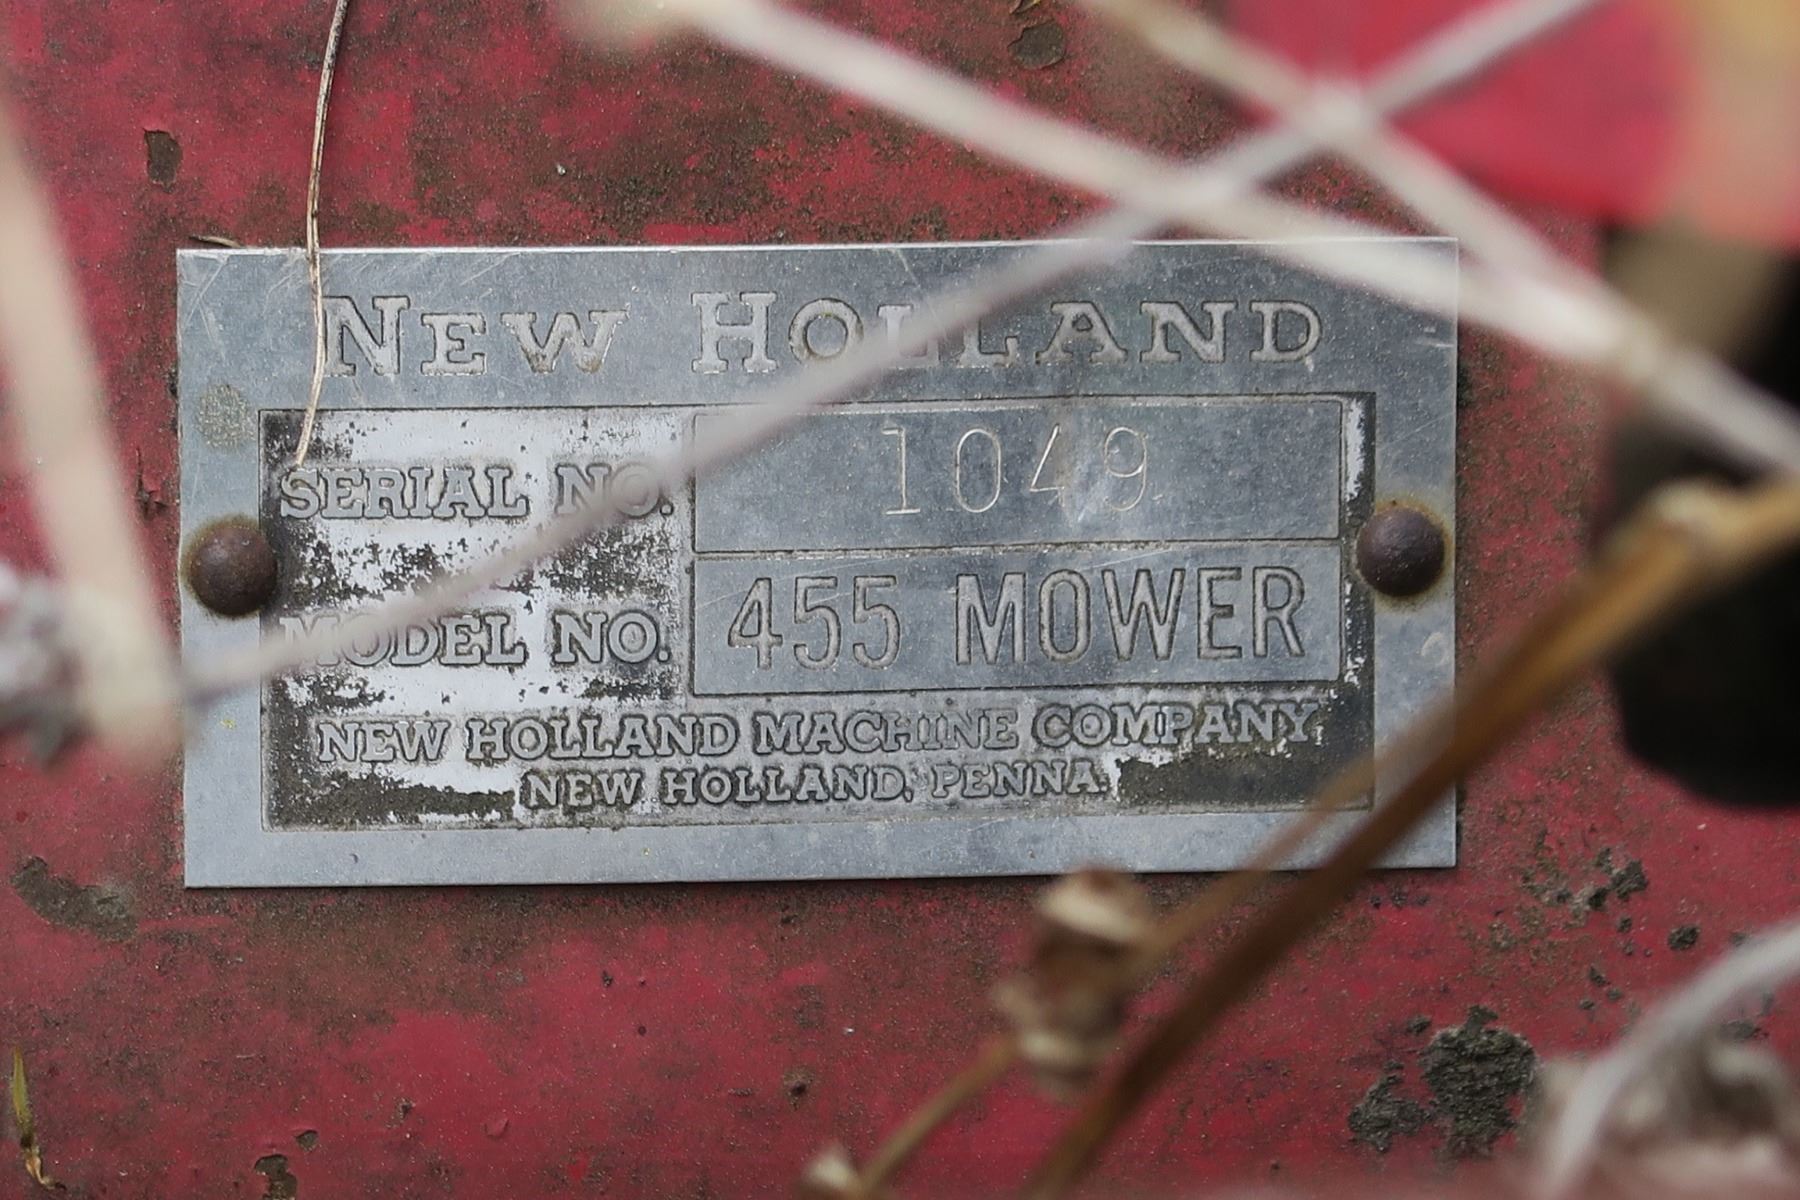 NEW HOLLAND
SERIAL NO. 1049
MODEL NO. 455 MOWER
NEW HOLLAND MACHINE COMPANY
NEW HOLLAND, PENNA.